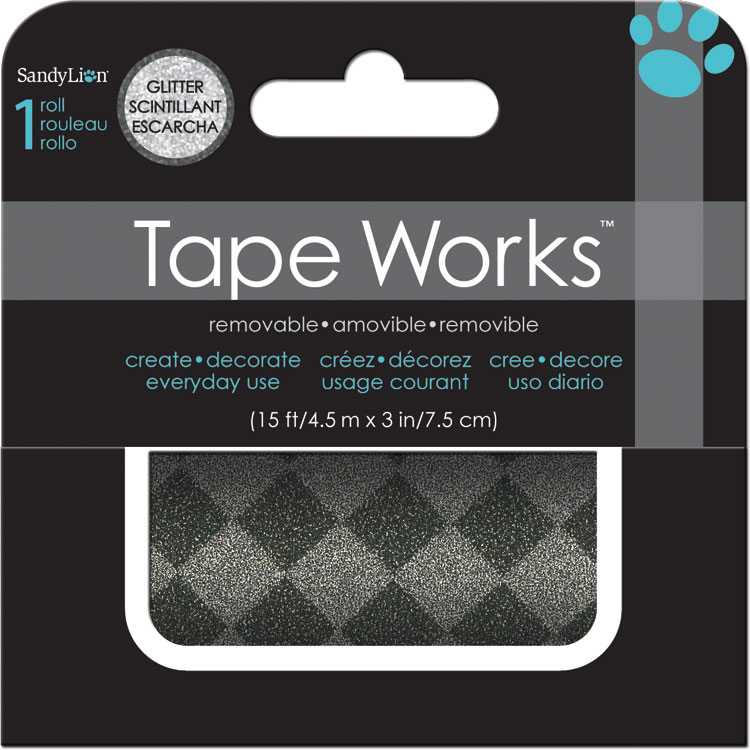 SandyLion
1 roll
rouleau
rollo
GLITTER
SCINTILLANT
ESCARCHA
Tape Works™
removable•amovible•removible
create•decorate créez•décorez cree•decore
everyday use usage courant uso diario
(15 ft/4.5 m x 3 in/7.5 cm)